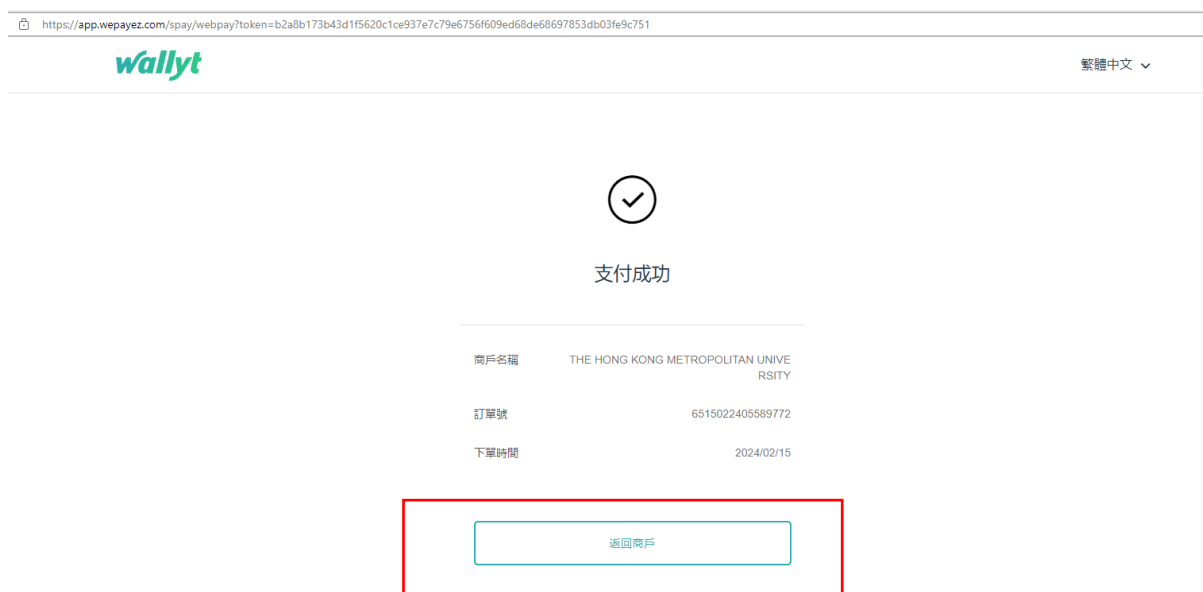 https://app.wepayez.com/spay/webpay?token=b2a8b173b43d1f5620c1ce937e7c79e6756f609ed68de68697853db03fe9c751
wallyt
繁體中文
支付成功
商戶名稱 THE HONG KONG METROPOLITAN UNIVE
RSITY
訂單號 6515022405589772
下單時間 2024/02/15
返回商戶